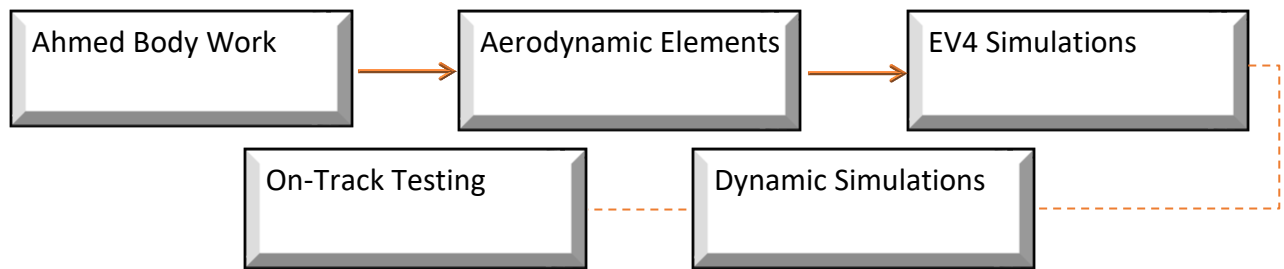 Ahmed Body Work
Aerodynamic Elements
EV4 Simulations
On-Track Testing
Dynamic Simulations